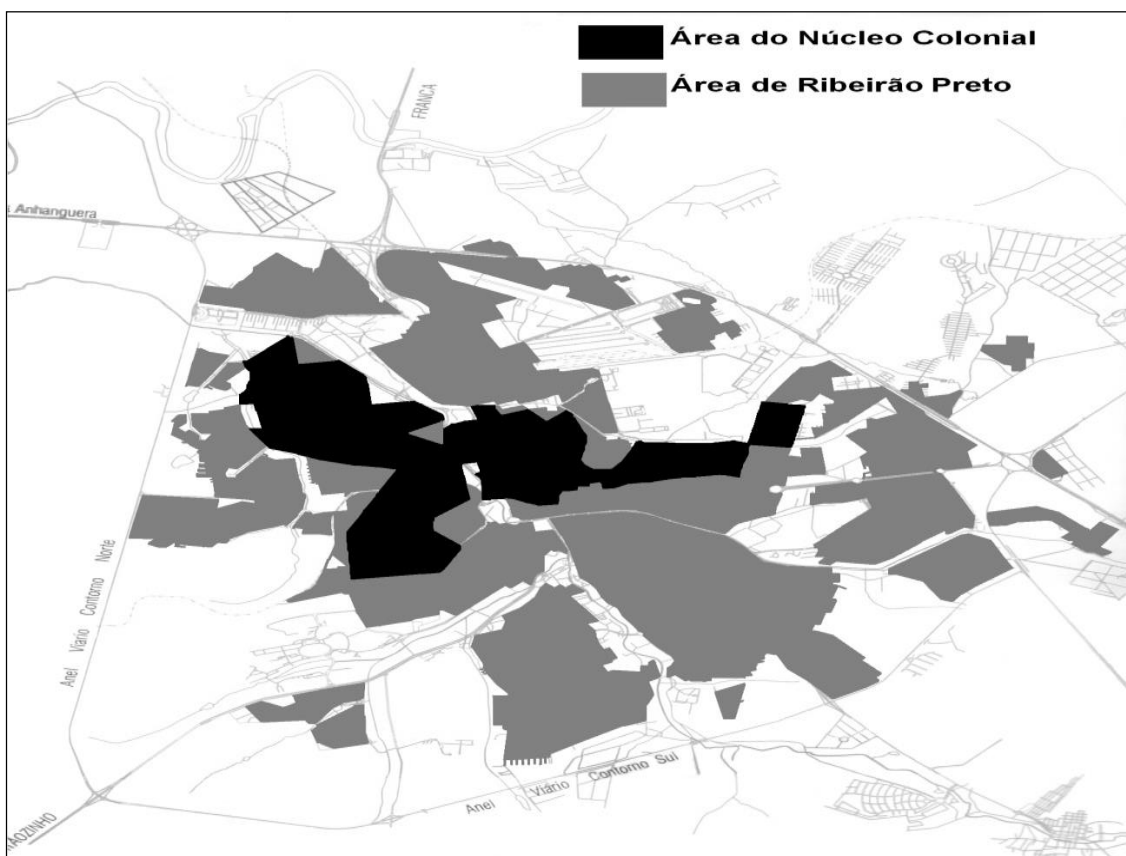 Área do Núcleo Colonial
Área de Ribeirão Preto
FRANCA
Anhanguera
Anel Viário Contorno Norte
Anel Viário Contorno Sul